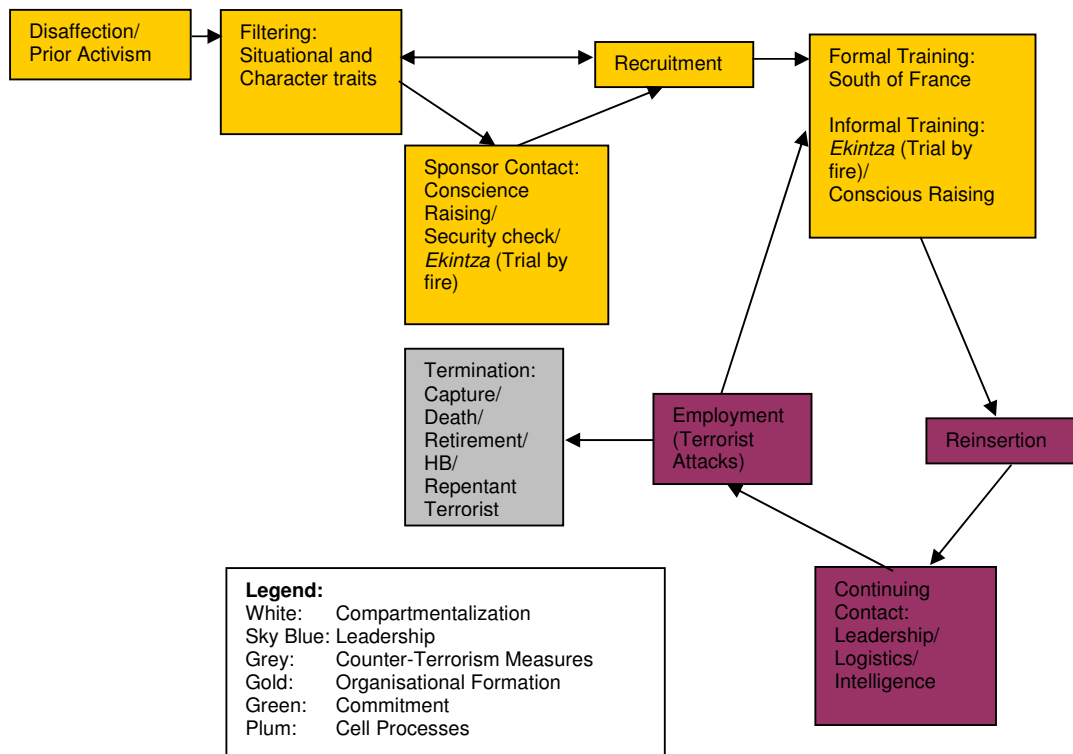 Disaffection/
Prior Activism
Filtering:
Situational and
Character traits
Recruitment
Formal Training:
South of France
Informal Training:
Ekintza (Trial by
fire)/
Conscious Raising
Sponsor Contact:
Conscience
Raising/
Security check/
Ekintza (Trial by
fire)
Termination:
Capture/
Death/
Retirement/
HB/
Repentant
Terrorist
Employment
(Terrorist
Attacks)
Reinsertion
Continuing
Contact:
Leadership/
Logistics/
Intelligence
Legend:
White: Compartmentalization
Sky Blue: Leadership
Grey: Counter-Terrorism Measures
Gold: Organisational Formation
Green: Commitment
Plum: Cell Processes